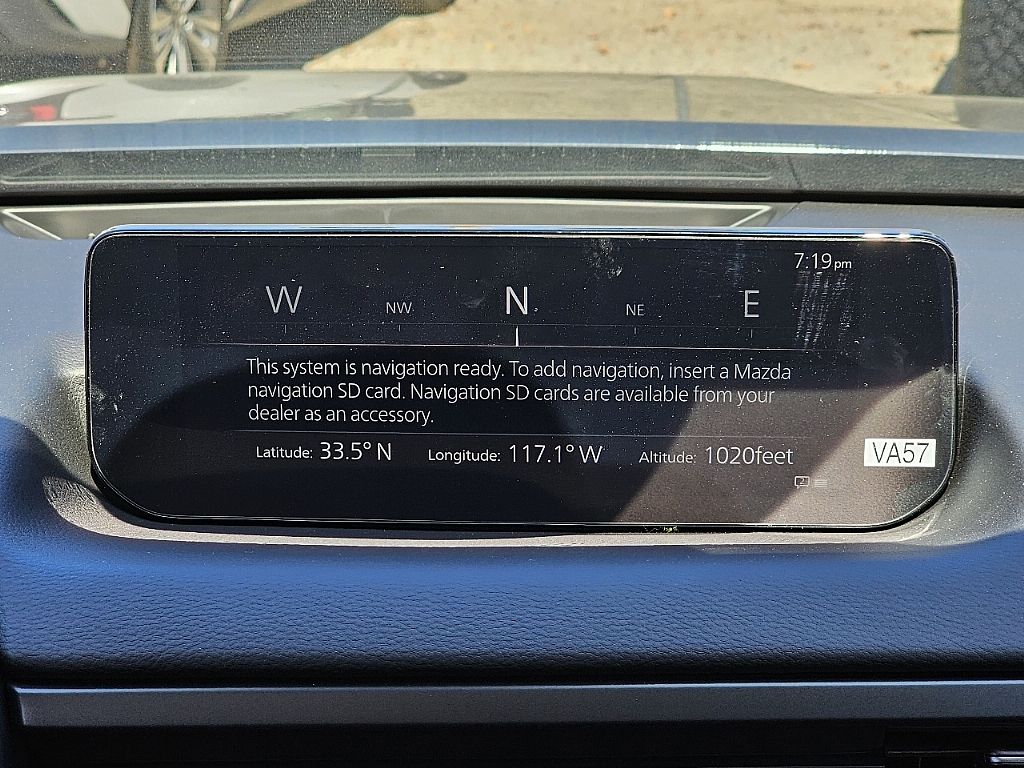 7:19pm
W NW N NE E
This system is navigation ready. To add navigation, insert a Mazda
navigation SD card. Navigation SD cards are available from your
dealer as an accessory.
Latitude: 33.5° N Longitude: 117.1° W Altitude: 1020feet
VA57
2